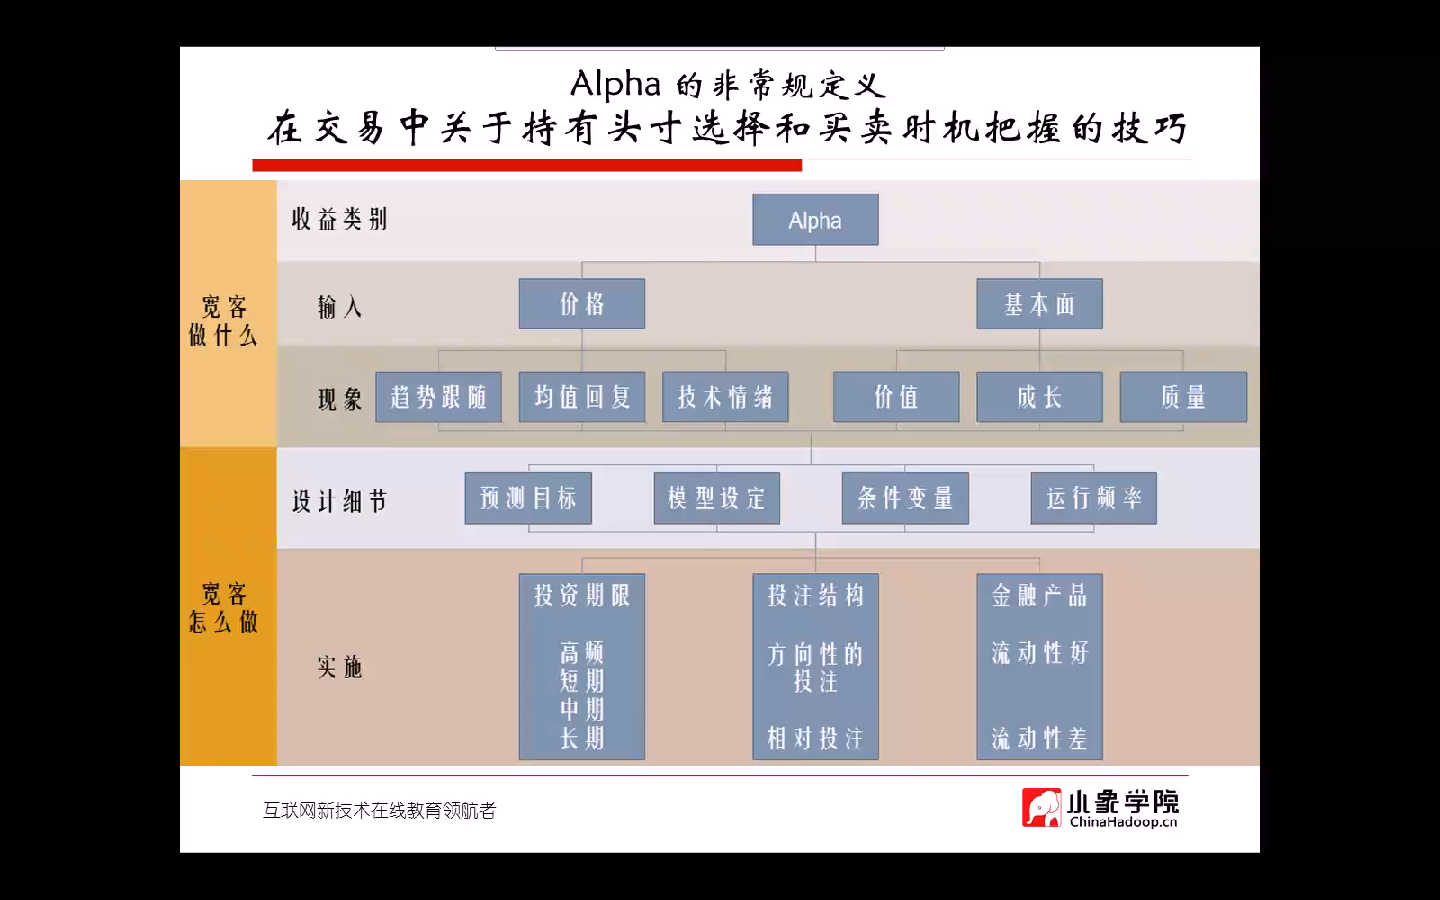 Alpha 的非常规定义
在交易中关于持有头寸选择和买卖时机把握的技巧
宽客
做什么
收益类别
Alpha
输入
价格
基本面
现象
趋势跟随
均值回复
技术情绪
价值
成长
质量
宽客
怎么做
设计细节
预测目标
模型设定
条件变量
运行频率
实施
投资期限
高频
短期
中期
长期
投注结构
方向性的
投注
相对投注
金融产品
流动性好
流动性差
互联网新技术在线教育领航者
小象学院
ChinaHadoop.cn